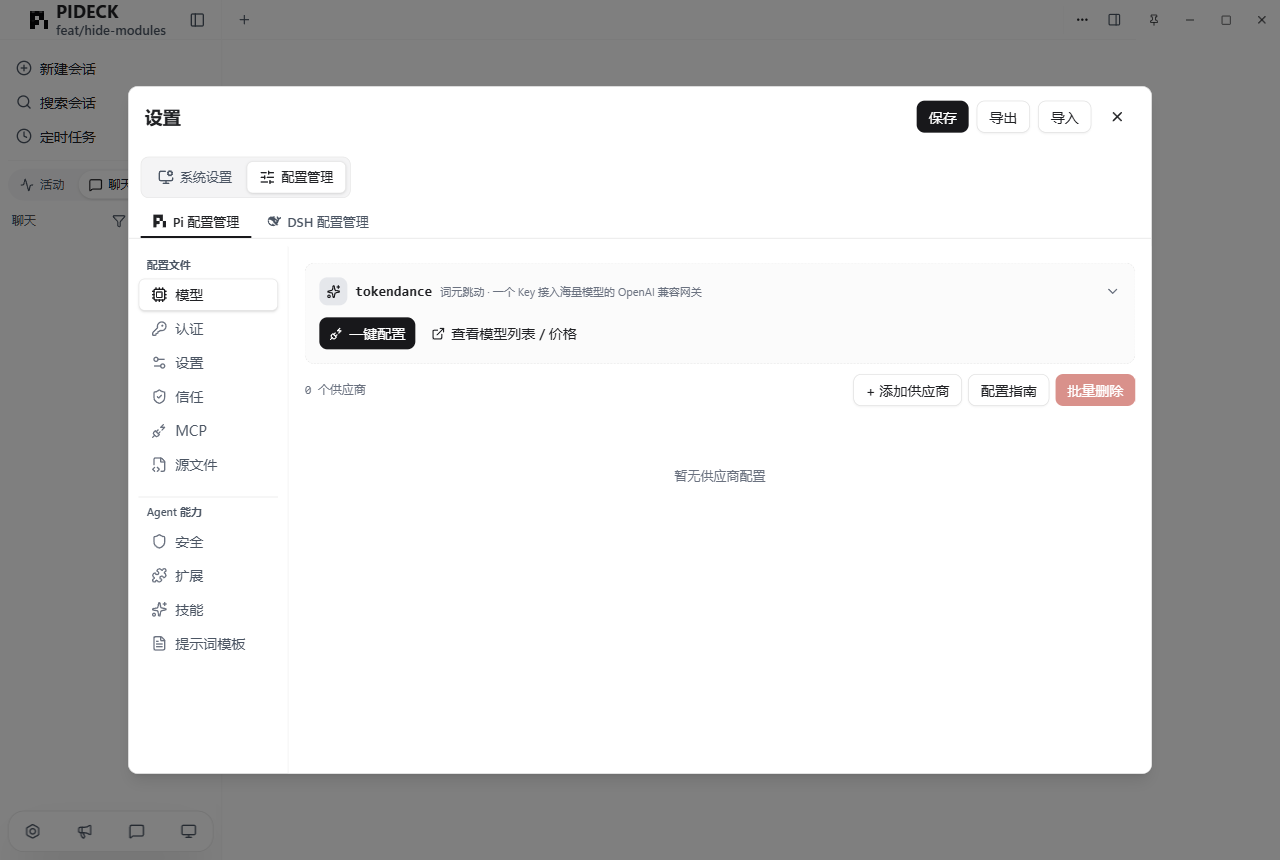 PIDECK
feat/hide-modules
新建会话
搜索会话
定时任务
活动
聊天
聊天
设置
保存
导出
导入
系统设置
配置管理
Pi 配置管理
DSH 配置管理
配置文件
模型
认证
设置
信任
MCP
源文件
Agent 能力
安全
扩展
技能
提示词模板
tokendance 词元跳动 · 一个 Key 接入海量模型的 OpenAI 兼容网关
一键配置
查看模型列表 / 价格
0 个供应商
+ 添加供应商
配置指南
批量删除
暂无供应商配置